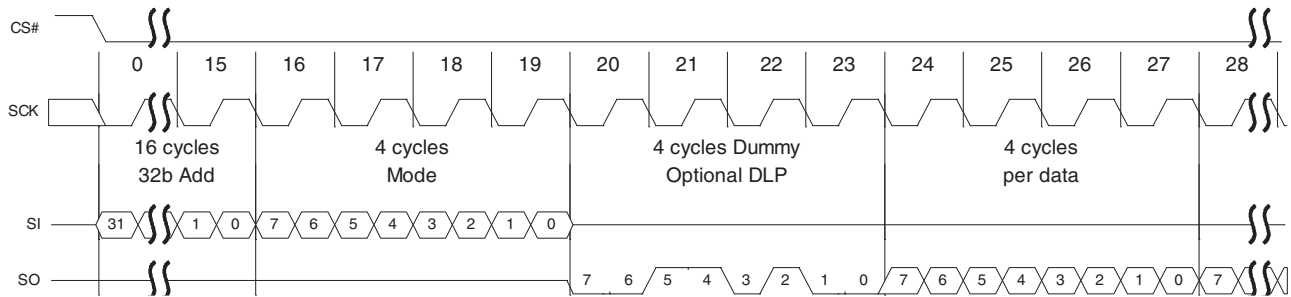 CS#
0 15 16 17 18 19 20 21 22 23 24 25 26 27 28
SCK
16 cycles 4 cycles 4 cycles Dummy 4 cycles
32b Add Mode Optional DLP per data
SI 31 1 0 7 6 5 4 3 2 1 0
SO 7 6 5 4 3 2 1 0 7 6 5 4 3 2 1 0 7